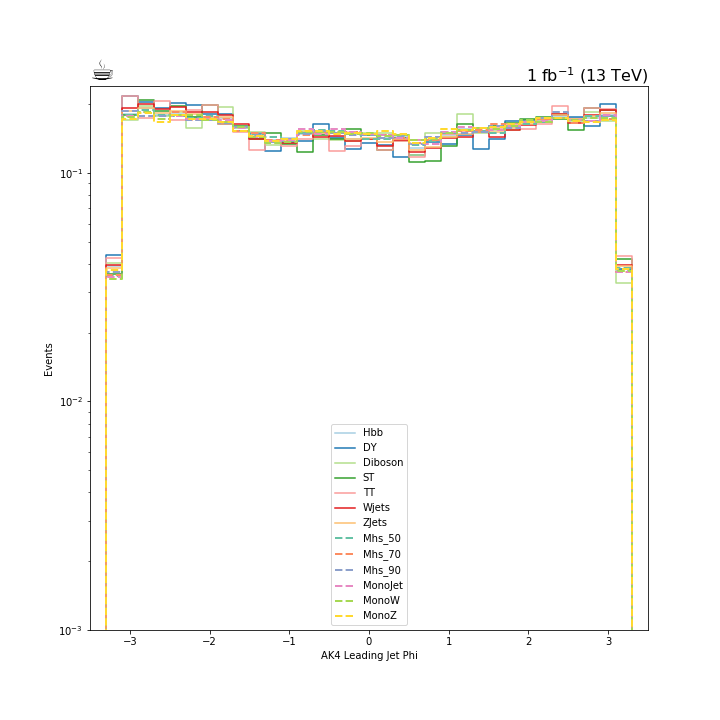 1 fb⁻¹ (13 TeV)
10⁻¹
10⁻²
10⁻³
Events
Hbb
DY
Diboson
ST
TT
Wjets
ZJets
Mhs_50
Mhs_70
Mhs_90
MonoJet
MonoW
MonoZ
−3 −2 −1 0 1 2 3
AK4 Leading Jet Phi